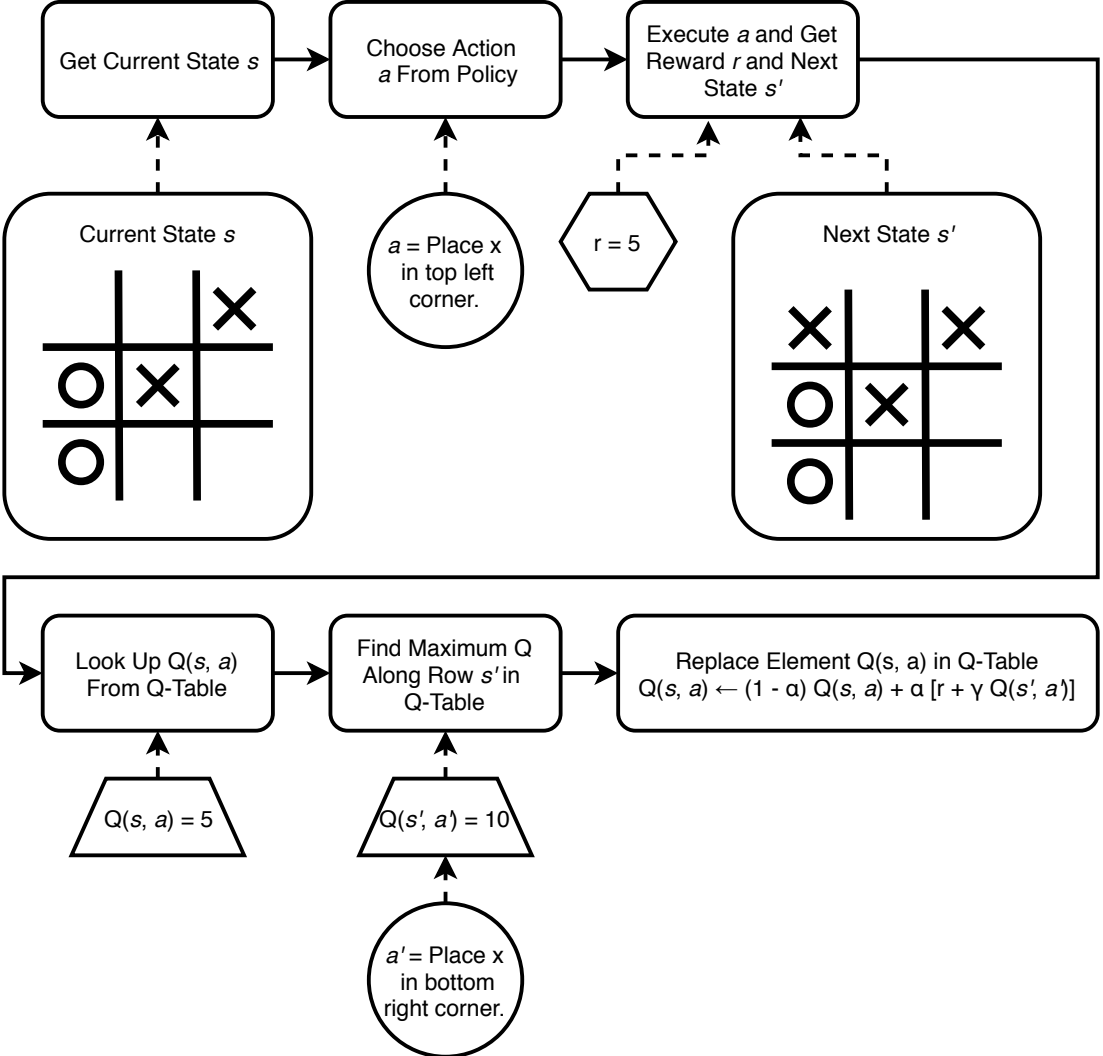 Get Current State s
Choose Action
a From Policy
Execute a and Get
Reward r and Next
State s'
Current State s
a = Place x
in top left
corner.
r = 5
Next State s'
Look Up Q(s, a)
From Q-Table
Find Maximum Q
Along Row s' in
Q-Table
Replace Element Q(s, a) in Q-Table
Q(s, a) ← (1 - α) Q(s, a) + α [r + γ Q(s', a')]
Q(s, a) = 5
Q(s', a') = 10
a' = Place x
in bottom
right corner.